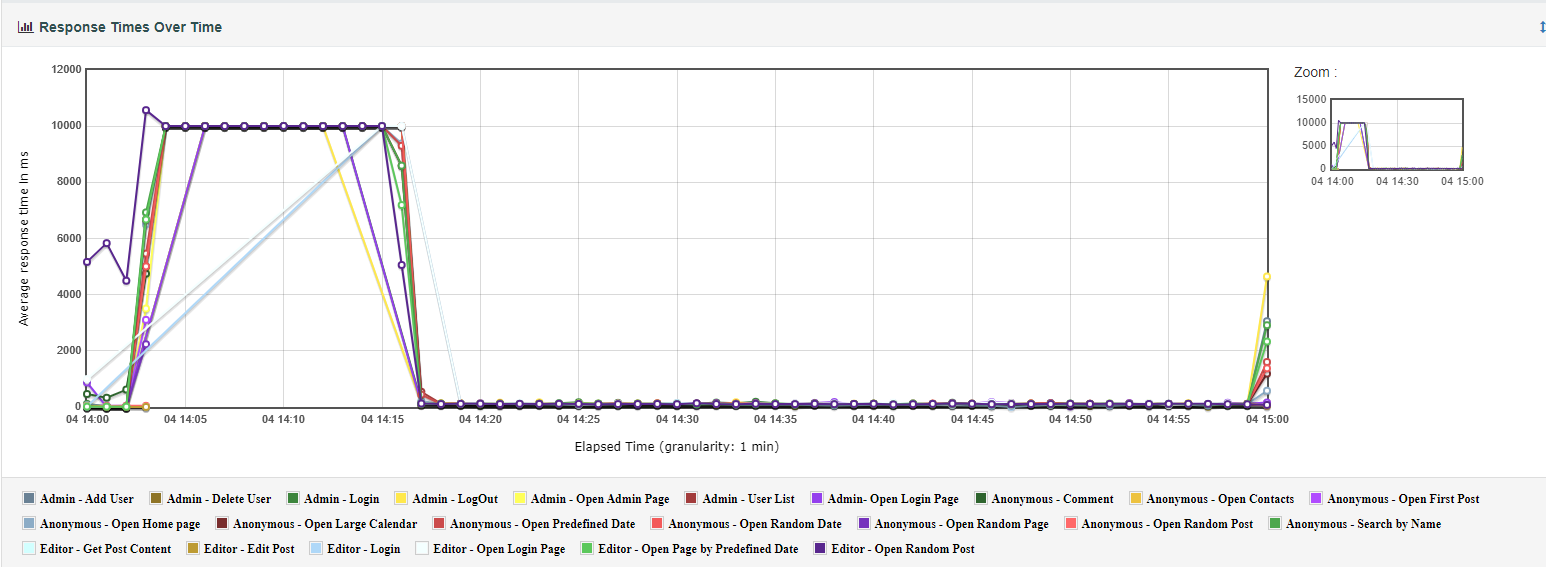 Response Times Over Time
Zoom :
12000
10000
8000
6000
4000
2000
0
Average response time in ms
04 14:00 04 14:05 04 14:10 04 14:15 04 14:20 04 14:25 04 14:30 04 14:35 04 14:40 04 14:45 04 14:50 04 14:55 04 15:00
Elapsed Time (granularity: 1 min)
15000
10000
5000
0
04 14:00 04 14:30 04 15:00
Admin - Add User Admin - Delete User Admin - Login Admin - LogOut Admin - Open Admin Page Admin - User List Admin- Open Login Page Anonymous - Comment Anonymous - Open Contacts Anonymous - Open First Post
Anonymous - Open Home page Anonymous - Open Large Calendar Anonymous - Open Predefined Date Anonymous - Open Random Date Anonymous - Open Random Page Anonymous - Open Random Post Anonymous - Search by Name
Editor - Get Post Content Editor - Edit Post Editor - Login Editor - Open Login Page Editor - Open Page by Predefined Date Editor - Open Random Post